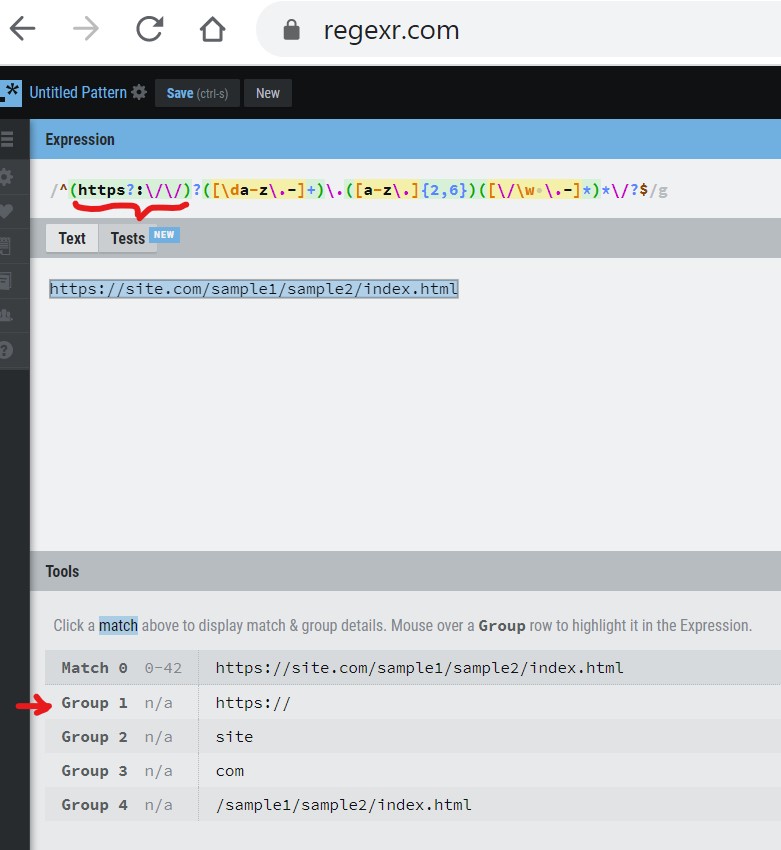 regexr.com
.* Untitled Pattern Save (ctrl-s) New
Expression
/^(https?:\/\/)?([\da-z\.-]+)\.([a-z\.]{2,6})([\/\w \.-]*)*\/?$/g
Text Tests NEW
https://site.com/sample1/sample2/index.html
Tools
Click a match above to display match & group details. Mouse over a Group row to highlight it in the Expression.
Match 0 0-42 https://site.com/sample1/sample2/index.html
Group 1 n/a https://
Group 2 n/a site
Group 3 n/a com
Group 4 n/a /sample1/sample2/index.html